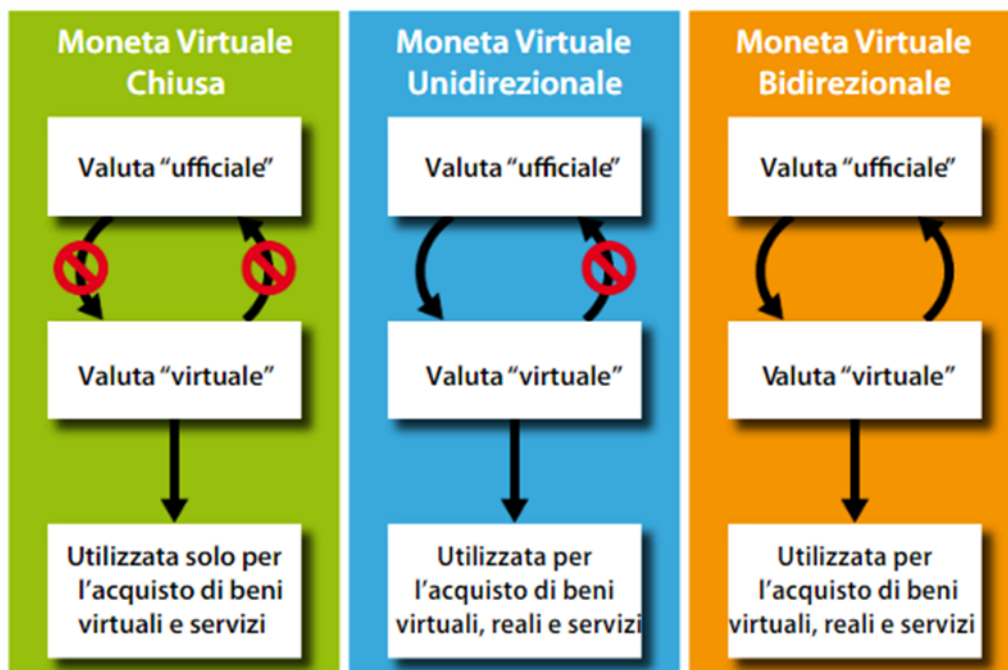 Moneta Virtuale
Chiusa
Valuta “ufficiale”
Valuta “virtuale”
Utilizzata solo per
l’acquisto di beni
virtuali e servizi
Moneta Virtuale
Unidirezionale
Valuta “ufficiale”
Valuta “virtuale”
Utilizzata per
l’acquisto di beni
virtuali, reali e servizi
Moneta Virtuale
Bidirezionale
Valuta “ufficiale”
Valuta “virtuale”
Utilizzata per
l’acquisto di beni
virtuali, reali e servizi